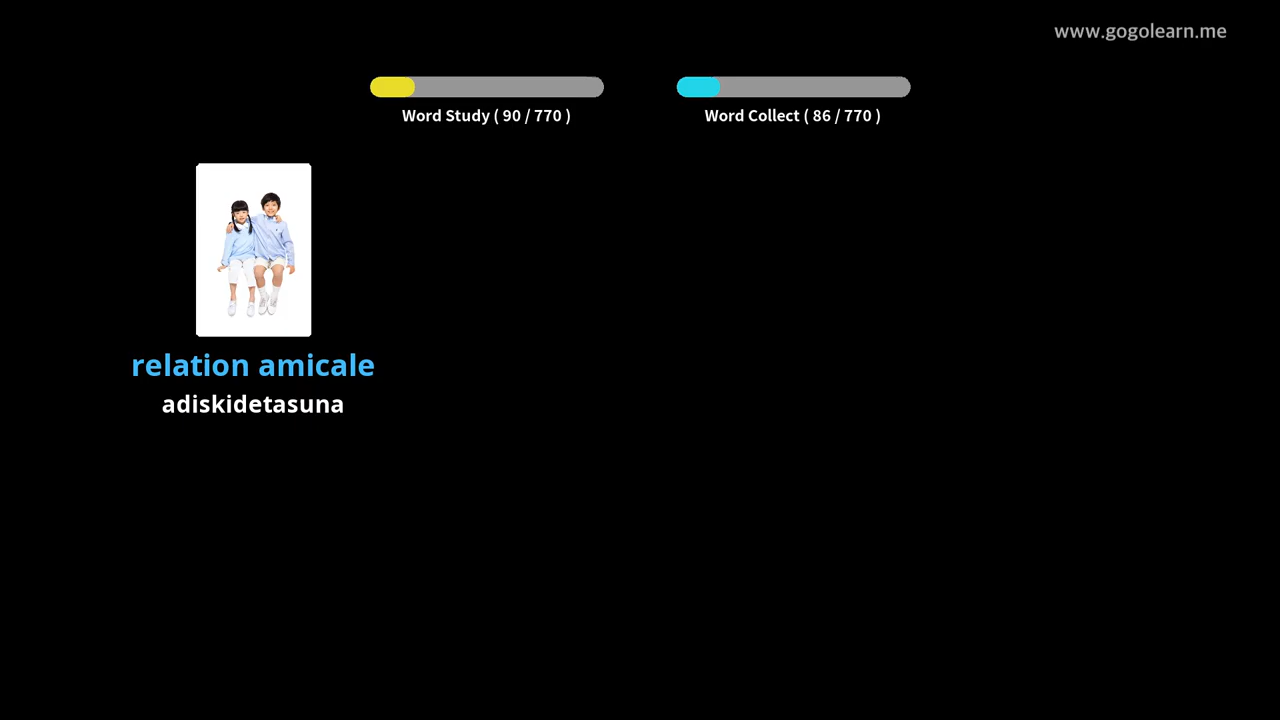 www.gogolearn.me
Word Study ( 90 / 770 )
Word Collect ( 86 / 770 )
relation amicale
adiskidetasuna